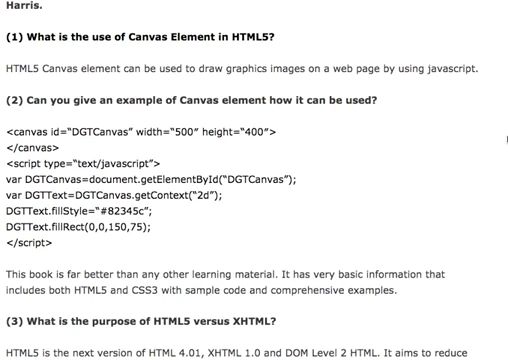 Harris.
(1) What is the use of Canvas Element in HTML5?
HTML5 Canvas element can be used to draw graphics images on a web page by using javascript.
(2) Can you give an example of Canvas element how it can be used?
<canvas id=“DGTCanvas” width=“500″ height=“400″>
</canvas>
<script type=“text/javascript”>
var DGTCanvas=document.getElementById(“DGTCanvas”);
var DGTText=DGTCanvas.getContext(“2d”);
DGTText.fillStyle=“#82345c”;
DGTText.fillRect(0,0,150,75);
</script>
This book is far better than any other learning material. It has very basic information that
includes both HTML5 and CSS3 with sample code and comprehensive examples.
(3) What is the purpose of HTML5 versus XHTML?
HTML5 is the next version of HTML 4.01, XHTML 1.0 and DOM Level 2 HTML. It aims to reduce